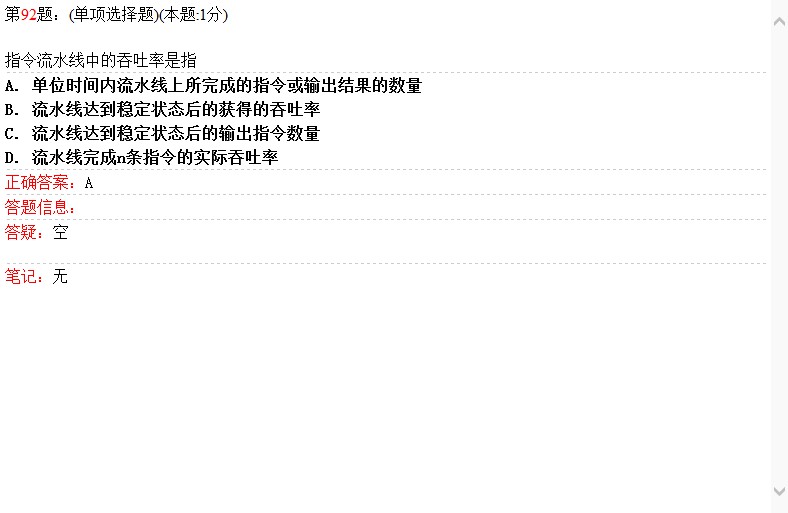 第92题：(单项选择题)(本题:1分)
指令流水线中的吞吐率是指
A. 单位时间内流水线上所完成的指令或输出结果的数量
B. 流水线达到稳定状态后的获得的吞吐率
C. 流水线达到稳定状态后的输出指令数量
D. 流水线完成n条指令的实际吞吐率
正确答案：A
答题信息：
答疑：空
笔记：无